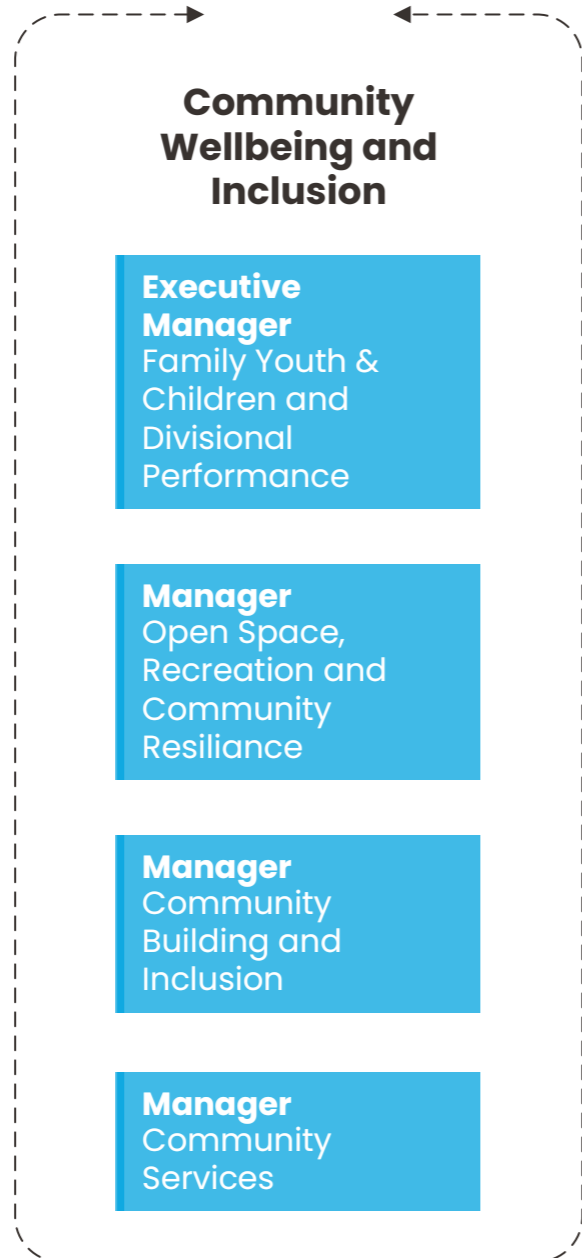 Community
Wellbeing and
Inclusion
Executive
Manager
Family Youth &
Children and
Divisional
Performance
Manager
Open Space,
Recreation and
Community
Resiliance
Manager
Community
Building and
Inclusion
Manager
Community
Services